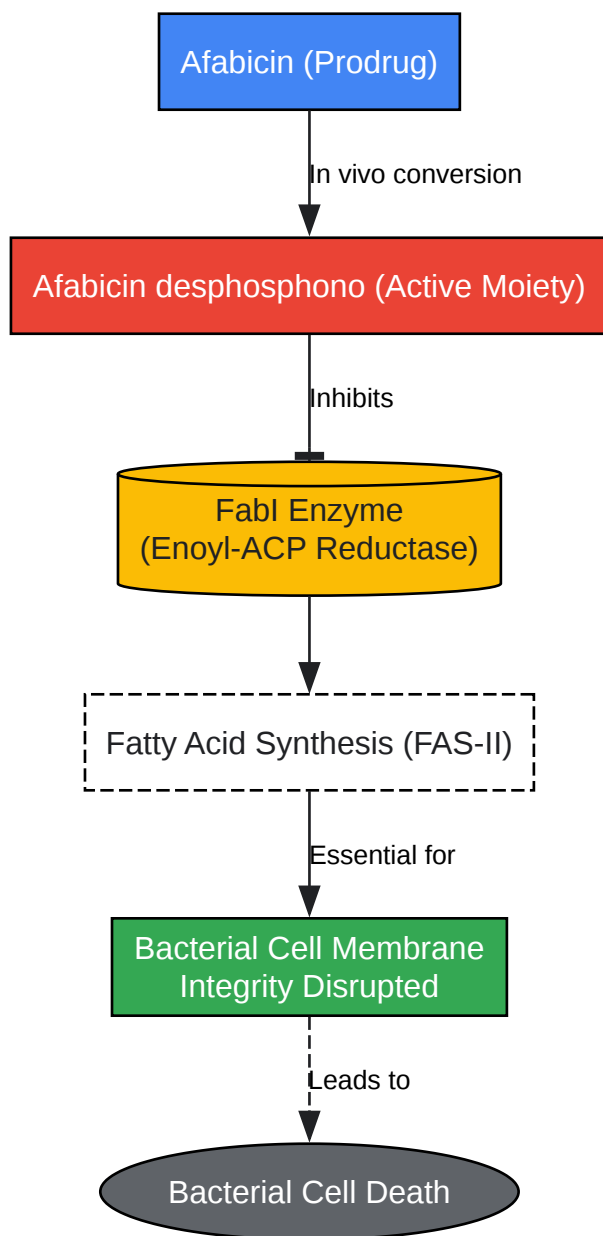 Afabicin (Prodrug)
In vivo conversion
Afabicin desphosphono (Active Moiety)
Inhibits
FabI Enzyme
(Enoyl-ACP Reductase)
Fatty Acid Synthesis (FAS-II)
Essential for
Bacterial Cell Membrane
Integrity Disrupted
Leads to
Bacterial Cell Death